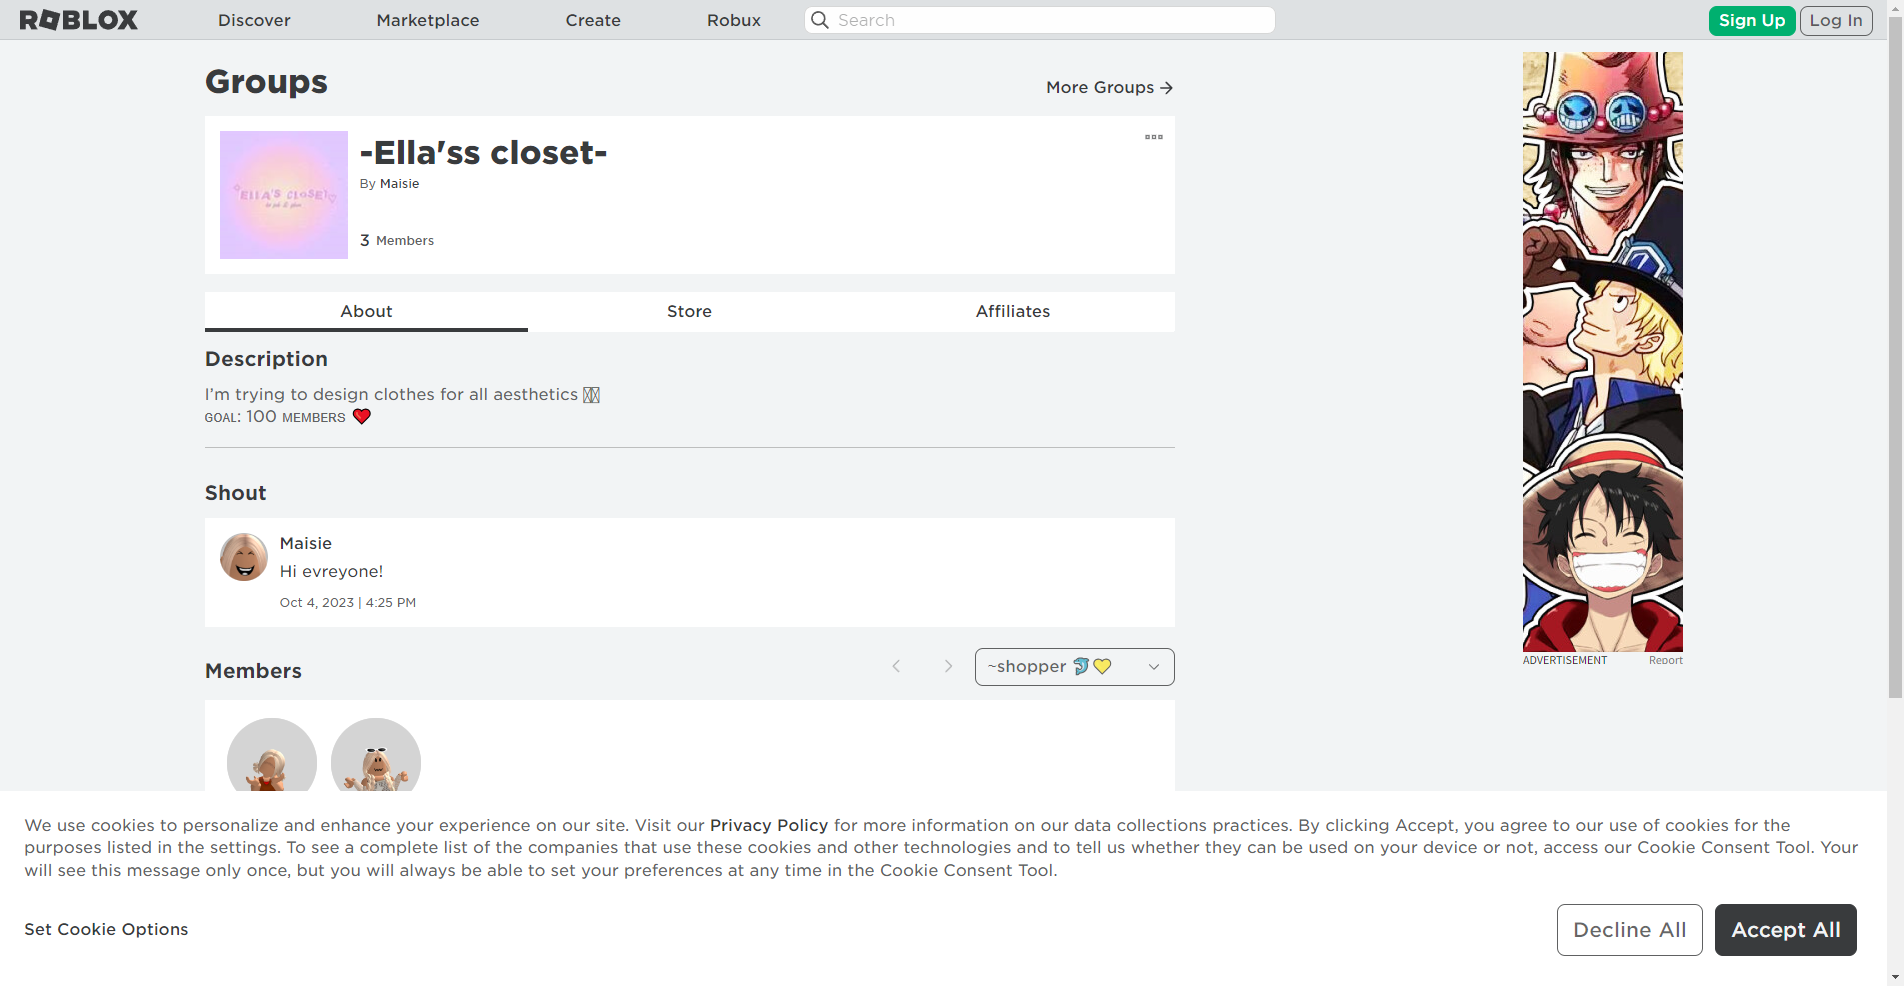 ROBLOX
Discover
Marketplace
Create
Robux
Search
Sign Up
Log In
Groups
More Groups
-Ella'ss closet-
By Maisie
3 Members
ELLA'S CLOSET
About
Store
Affiliates
Description
I'm trying to design clothes for all aesthetics
ɢᴏᴀʟ: 100 ᴍᴇᴍʙᴇʀꜱ ❤️
Shout
Maisie
Hi evreyone!
Oct 4, 2023 | 4:25 PM
Members
~shopper 🐬💛
ADVERTISEMENT
Report
We use cookies to personalize and enhance your experience on our site. Visit our Privacy Policy for more information on our data collections practices. By clicking Accept, you agree to our use of cookies for the
purposes listed in the settings. To see a complete list of the companies that use these cookies and other technologies and to tell us whether they can be used on your device or not, access our Cookie Consent Tool. Your
will see this message only once, but you will always be able to set your preferences at any time in the Cookie Consent Tool.
Set Cookie Options
Decline All
Accept All